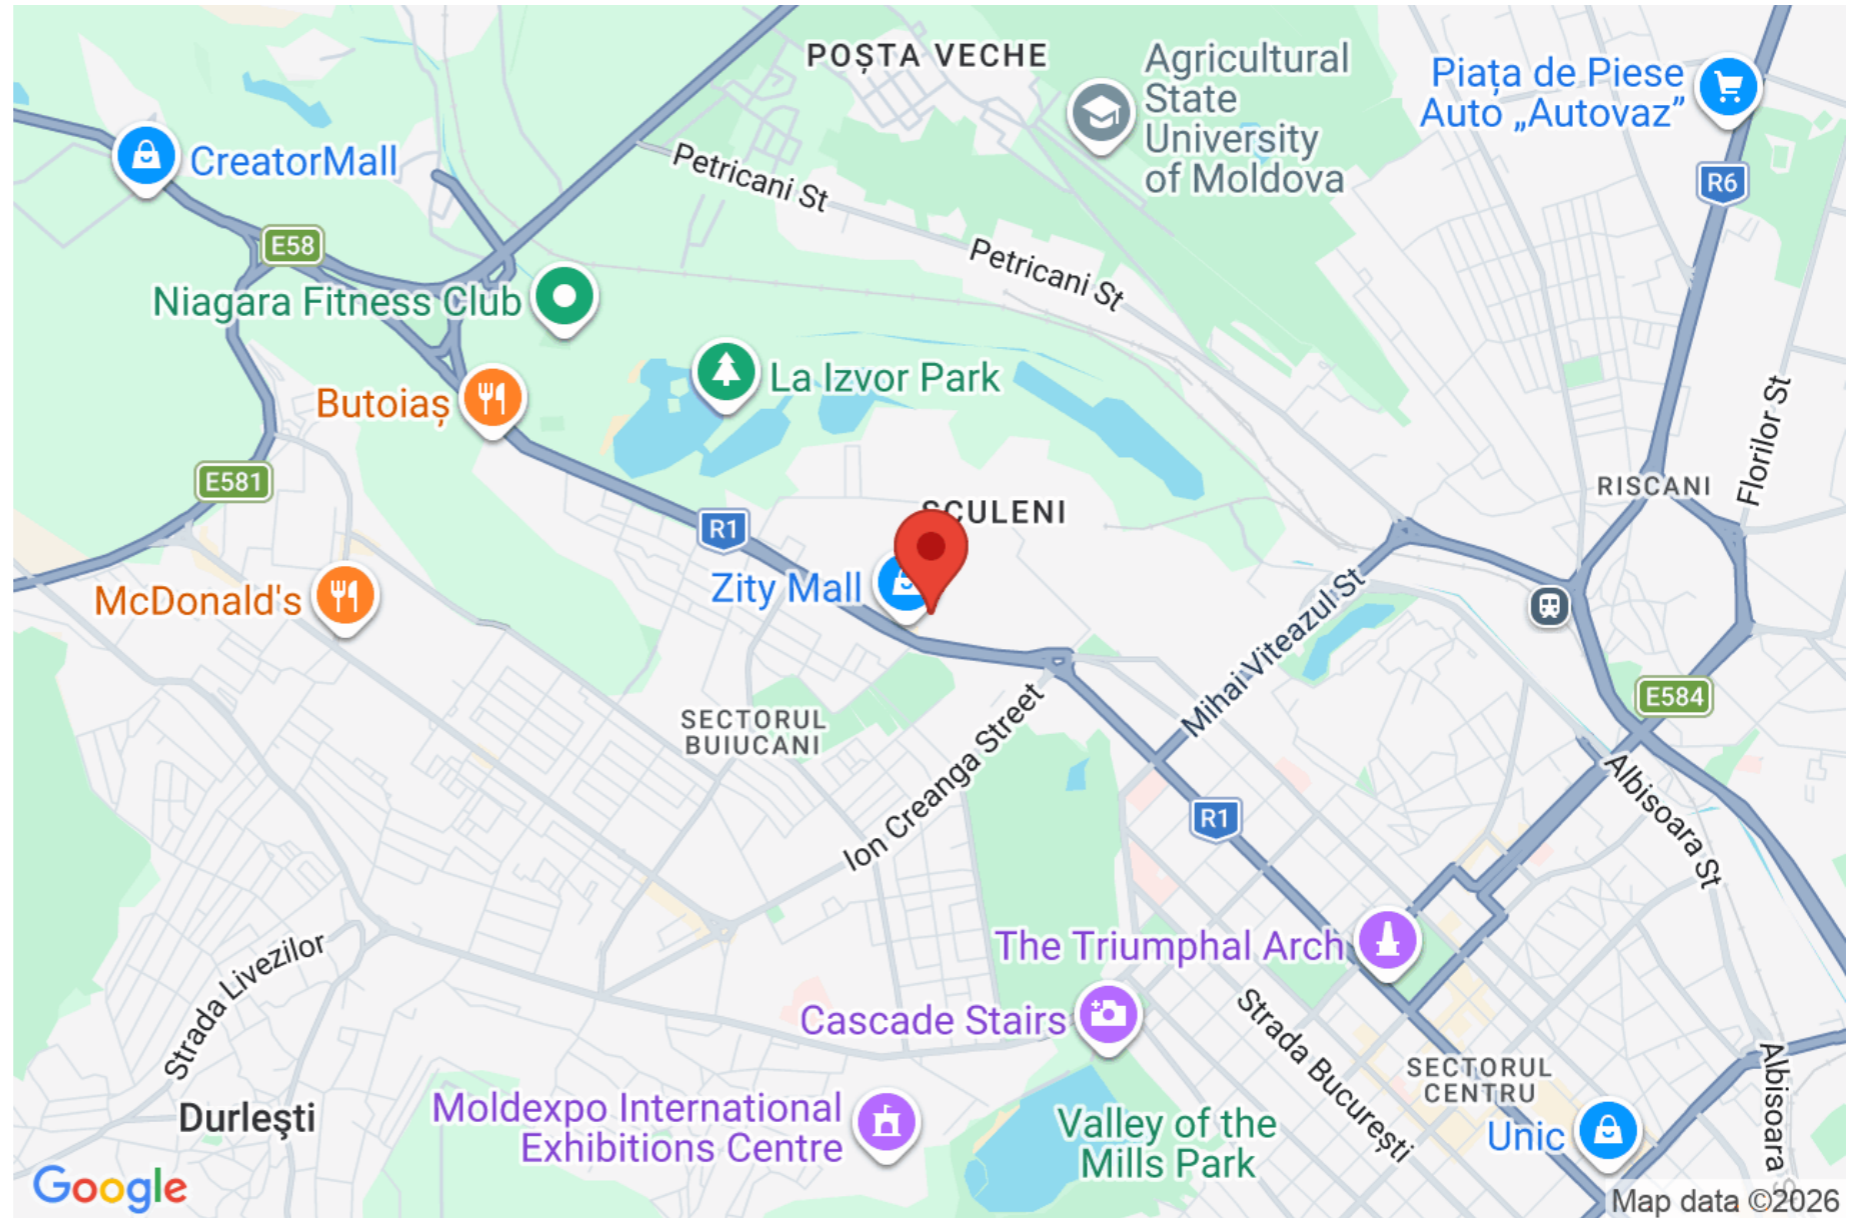 POȘTA VECHE
Agricultural
State
University
of Moldova
Piața de Piese
Auto „Autovaz”
R6
CreatorMall
Petricani St
E58
Petricani St
Niagara Fitness Club
La Izvor Park
Butoiaș
Florilor St
E581
RISCANI
SCULENI
R1
Zity Mall
McDonald's
Mihai Viteazul St
E584
SECTORUL
BUIUCANI
Ion Creanga Street
Albisoara St
R1
The Triumphal Arch
Strada Livezilor
Cascade Stairs
Strada București
SECTORUL
CENTRU
Albisoara S
Durlești
Moldexpo International
Exhibitions Centre
Valley of the
Mills Park
Unic
Google
Map data ©2026